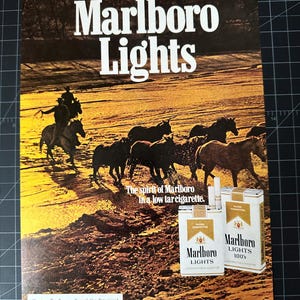 Marlboro
Lights
The spirit of Marlboro
in a low tar cigarette.
Marlboro
LIGHTS
Marlboro
LIGHTS
100's